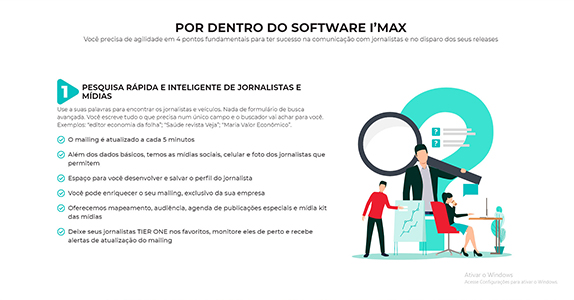 POR DENTRO DO SOFTWARE I'MAX
Você precisa de agilidade em 4 pontos fundamentais para ter sucesso na comunicação com jornalistas e no disparo dos seus releases
1
PESQUISA RÁPIDA E INTELIGENTE DE JORNALISTAS E
MÍDIAS
Use a suas palavras para encontrar os jornalistas e veículos. Nada de formulário de busca
avançada. Você escreve tudo o que precisa num único campo e o buscador vai achar para você.
Exemplos: "editor economia da folha"; "Saúde revista Veja"; "Maria Valor Econômico".
O mailing é atualizado a cada 5 minutos
Além dos dados básicos, temos as mídias sociais, celular e foto dos jornalistas que
permitem
Espaço para você desenvolver e salvar o perfil do jornalista
Você pode enriquecer o seu mailing, exclusivo da sua empresa
Oferecemos mapeamento, audiência, agenda de publicações especiais e mídia kit
das mídias
Deixe seus jornalistas TIER ONE nos favoritos, monitore eles de perto e recebe
alertas de atualização do mailing
?
?
Ativar o Windows
Acesse Configurações para ativar o Windows.